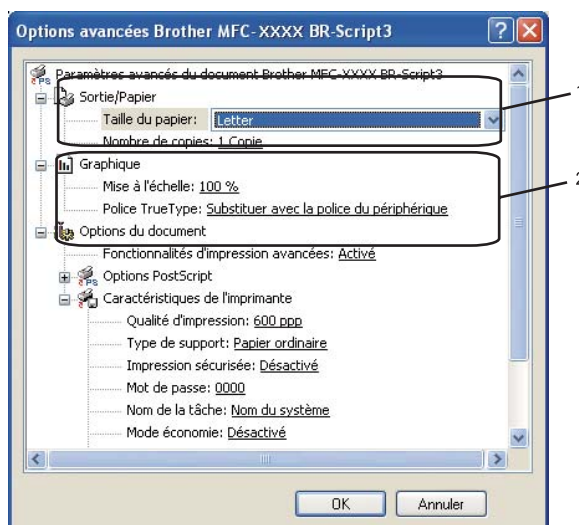 Options avancées Brother MFC-XXXX BR-Script3
Paramètres avancés du document Brother MFC-XXXX BR-Script3
Sortie/Papier
Taille du papier: Letter
1
Nombre de copies: 1 Copie
Graphique
2
Mise à l'échelle: 100 %
Police TrueType: Substituer avec la police du périphérique
Options du document
Fonctionnalités d'impression avancées: Activé
Options PostScript
Caractéristiques de l'imprimante
Qualité d'impression: 600 ppp
Type de support: Papier ordinaire
Impression sécurisée: Désactivé
Mot de passe: 0000
Nom de la tâche: Nom du système
Mode économie: Désactivé
OK Annuler